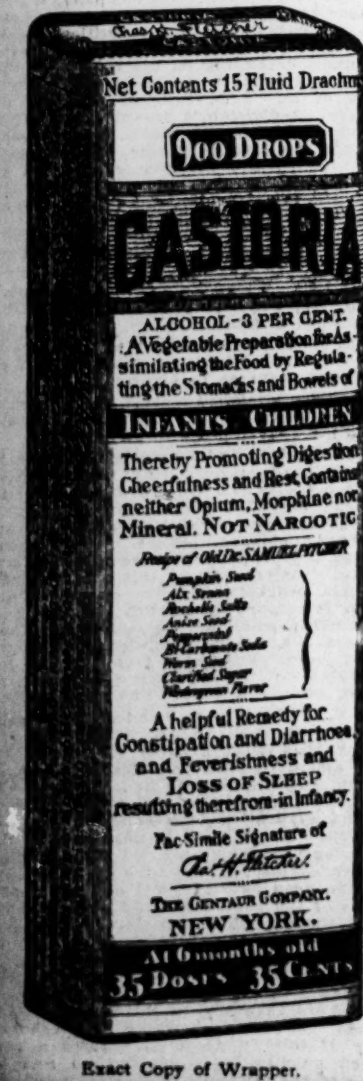 Chas. H. Fletcher
Net Contents 15 Fluid Drachm
900 DROPS
CASTORIA
ALCOHOL-3 PER CENT.
A Vegetable Preparation for As-
similating the Food by Regula-
ting the Stomachs and Bowels of
INFANTS CHILDREN
Thereby Promoting Digestion
Cheerfulness and Rest. Contains
neither Opium, Morphine nor
Mineral. NOT NARCOTIC
Recipe of Old Dr. SAMUEL PITCHER
Pumpkin Seed
Alx Senna
Rochelle Salts
Anise Seed
Peppermint
Bi-Carbonate Soda
Worm Seed
Clarified Sugar
Wintergreen Flavor
A helpful Remedy for
Constipation and Diarrhoea,
and Feverishness and
LOSS OF SLEEP
resulting therefrom-in Infancy.
Fac-Simile Signature of
Chas. H. Fletcher.
THE CENTAUR COMPANY.
NEW YORK.
At 6 months old
35 DOSES 35 CENTS
Exact Copy of Wrapper.